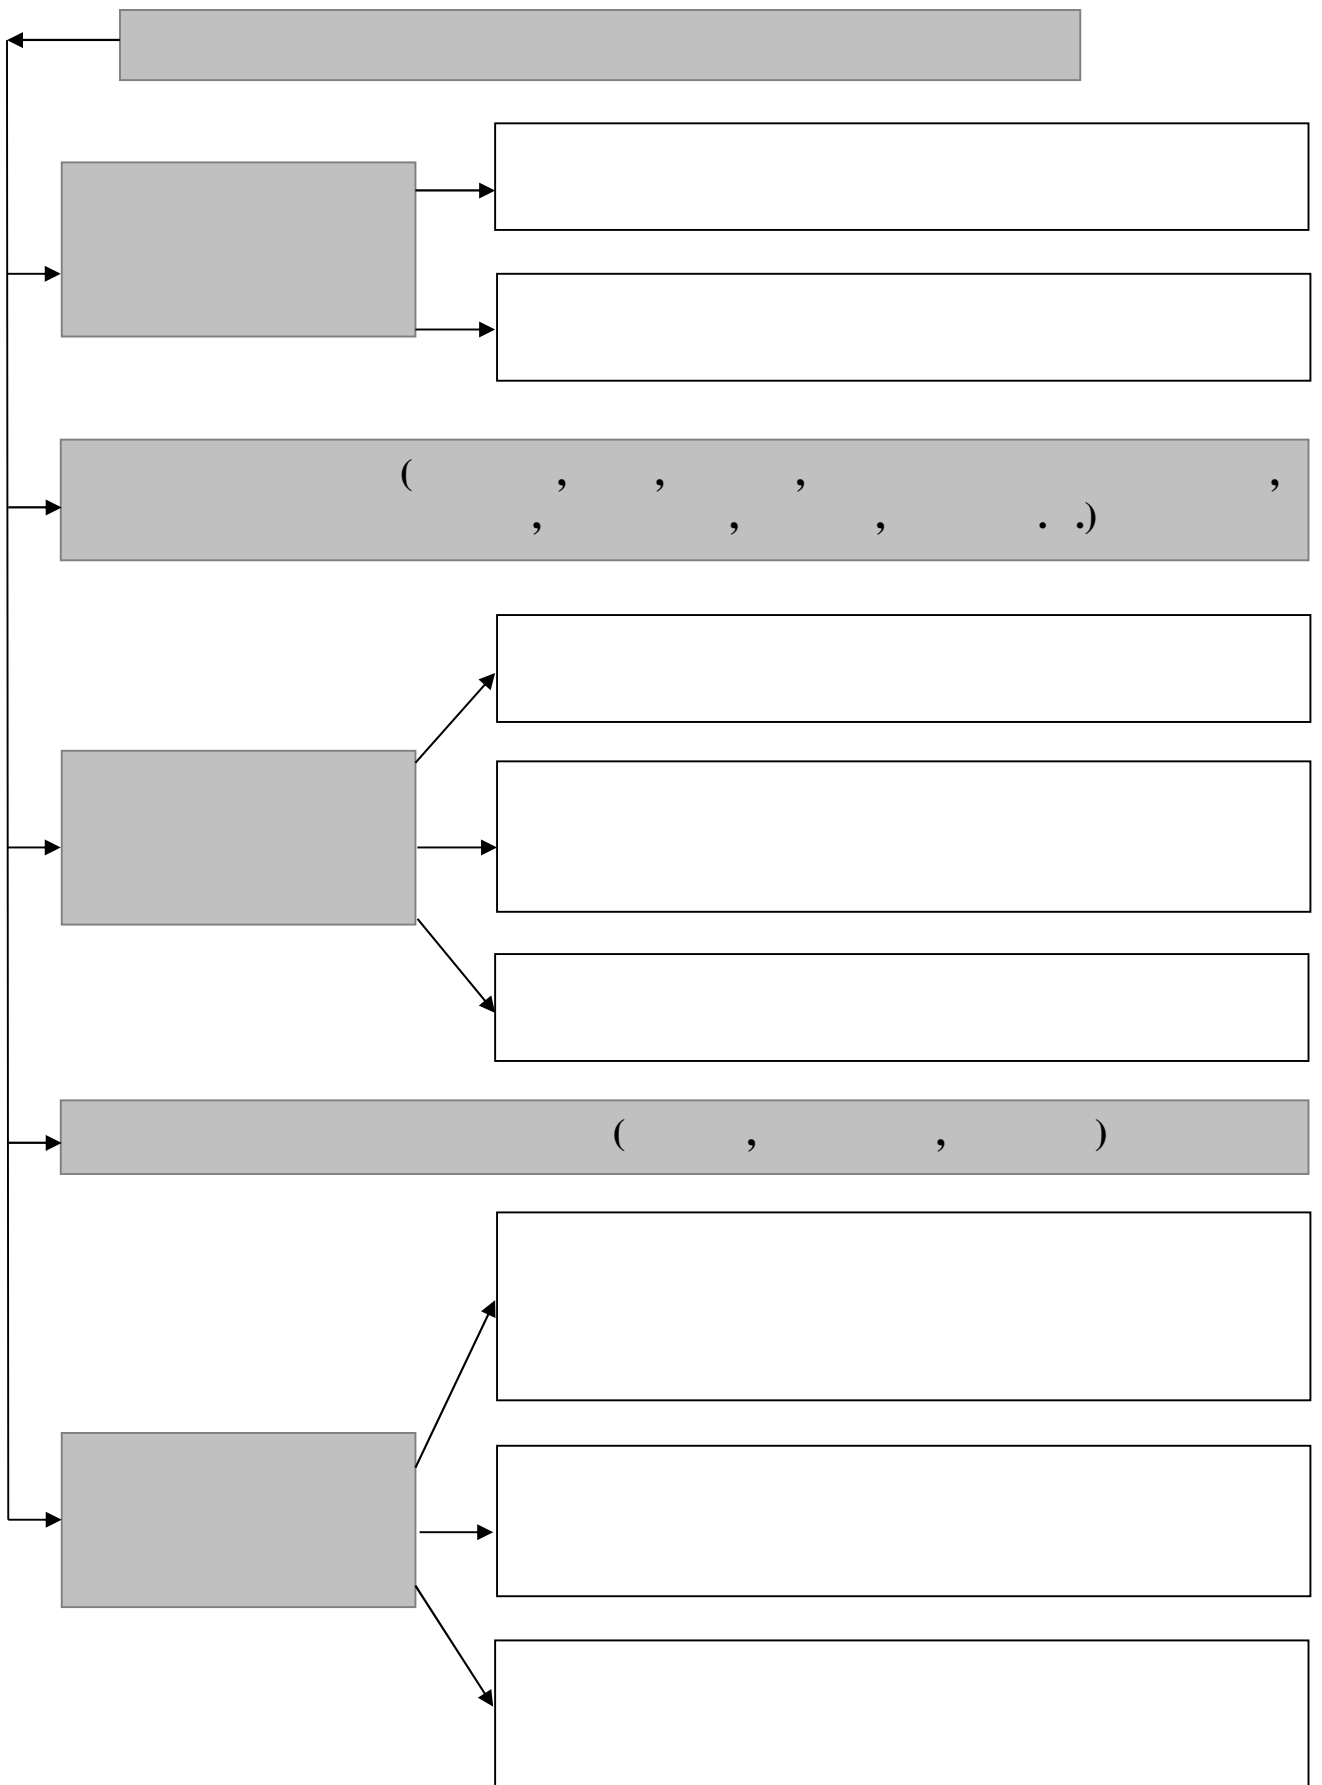 ( , , , ,
, , , . .)
( , , )